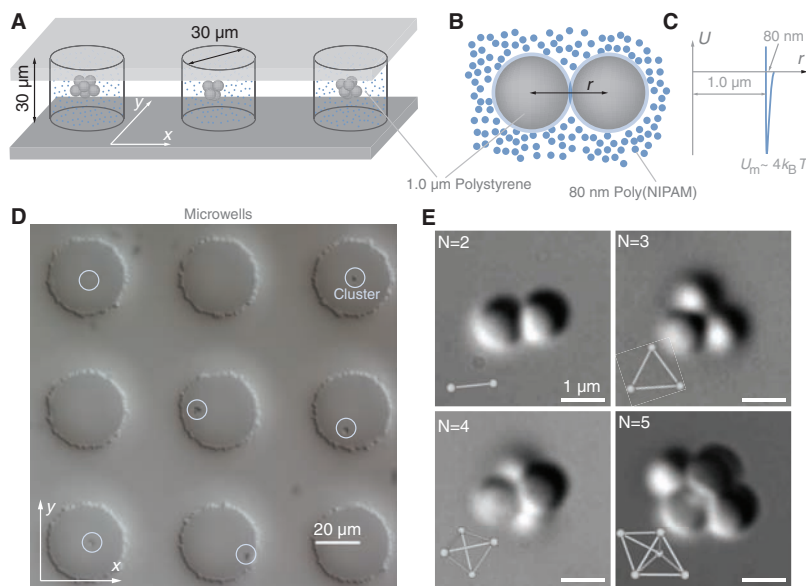 A
30 µm
30 µm
y
x
B
r
C
U
80 nm
r
1.0 µm
Um~ 4kBT
1.0 µm Polystyrene
80 nm Poly(NIPAM)
D
Microwells
Cluster
y
x
20 µm
E
N=2
1 µm
N=3
N=4
N=5